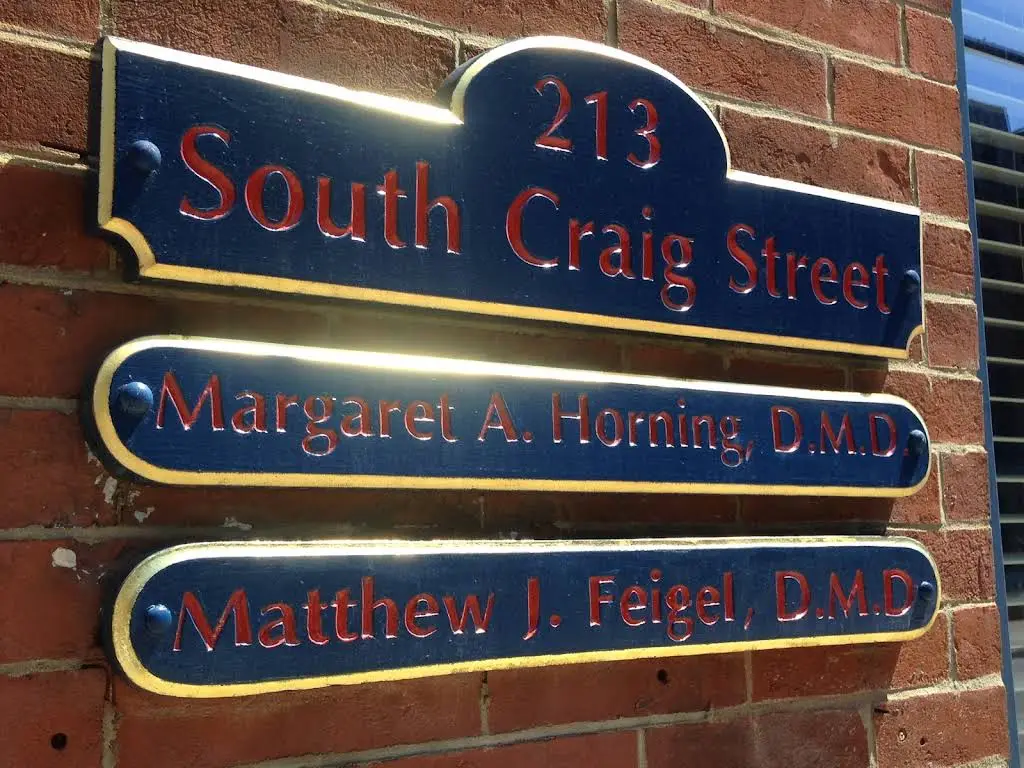 213
South Craig Street
Margaret A. Horning, D.M.D.
Matthew J. Feigel, D.M.D